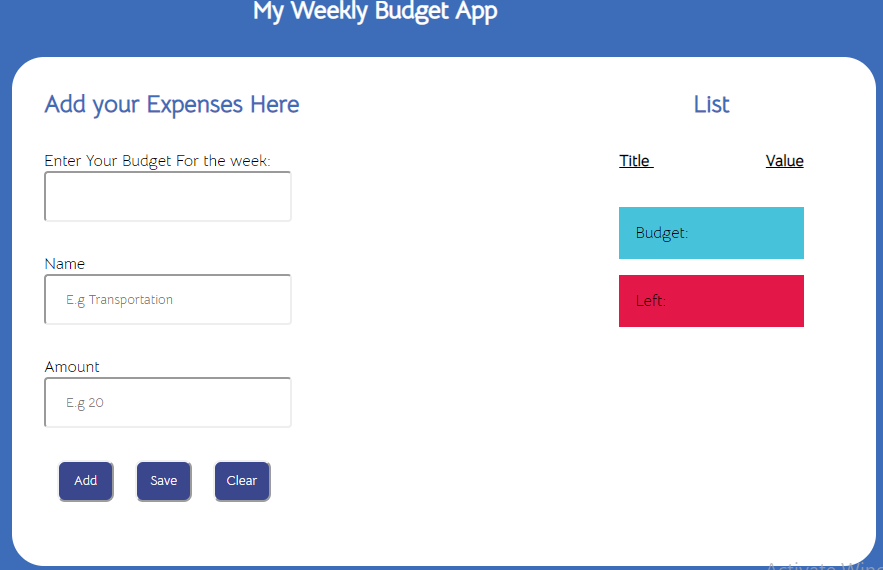 My Weekly Budget App
Add your Expenses Here
Enter Your Budget For the week:
Name
E.g Transportation
Amount
E.g 20
Add Save Clear
List
Title Value
Budget:
Left: